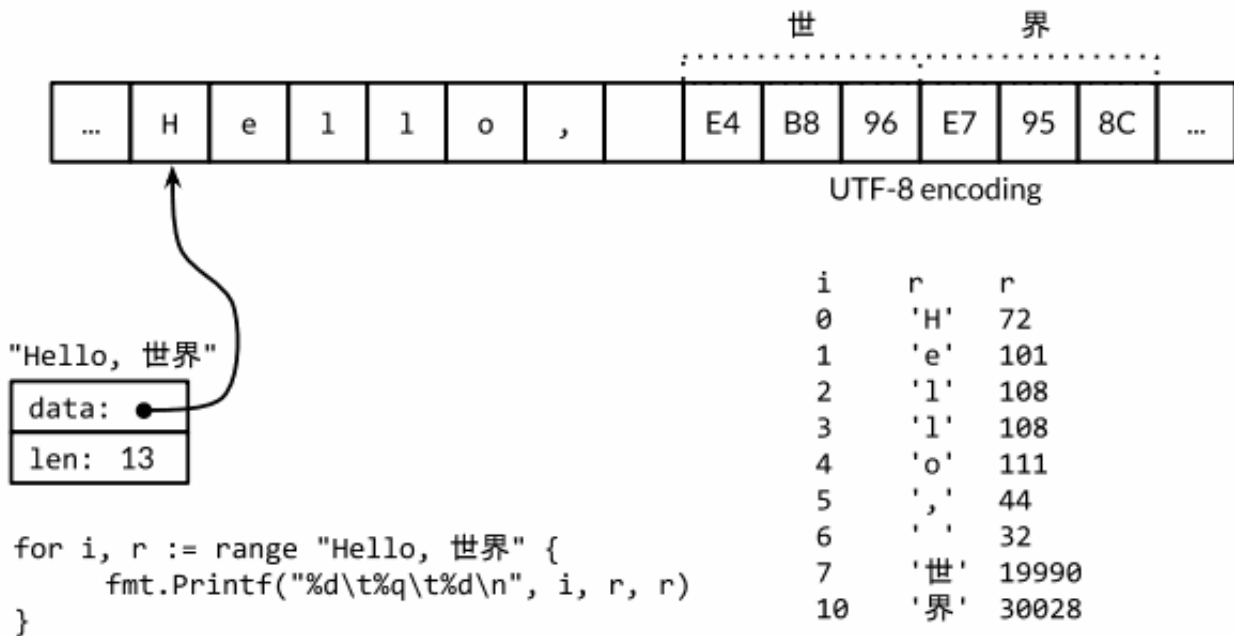 世 界
… H e l l o , E4 B8 96 E7 95 8C …
UTF-8 encoding
"Hello, 世界"
data:
len: 13
for i, r := range "Hello, 世界" {
fmt.Printf("%d\t%q\t%d\n", i, r, r)
}
i r r
0 'H' 72
1 'e' 101
2 'l' 108
3 'l' 108
4 'o' 111
5 ',' 44
6 ' ' 32
7 '世' 19990
10 '界' 30028